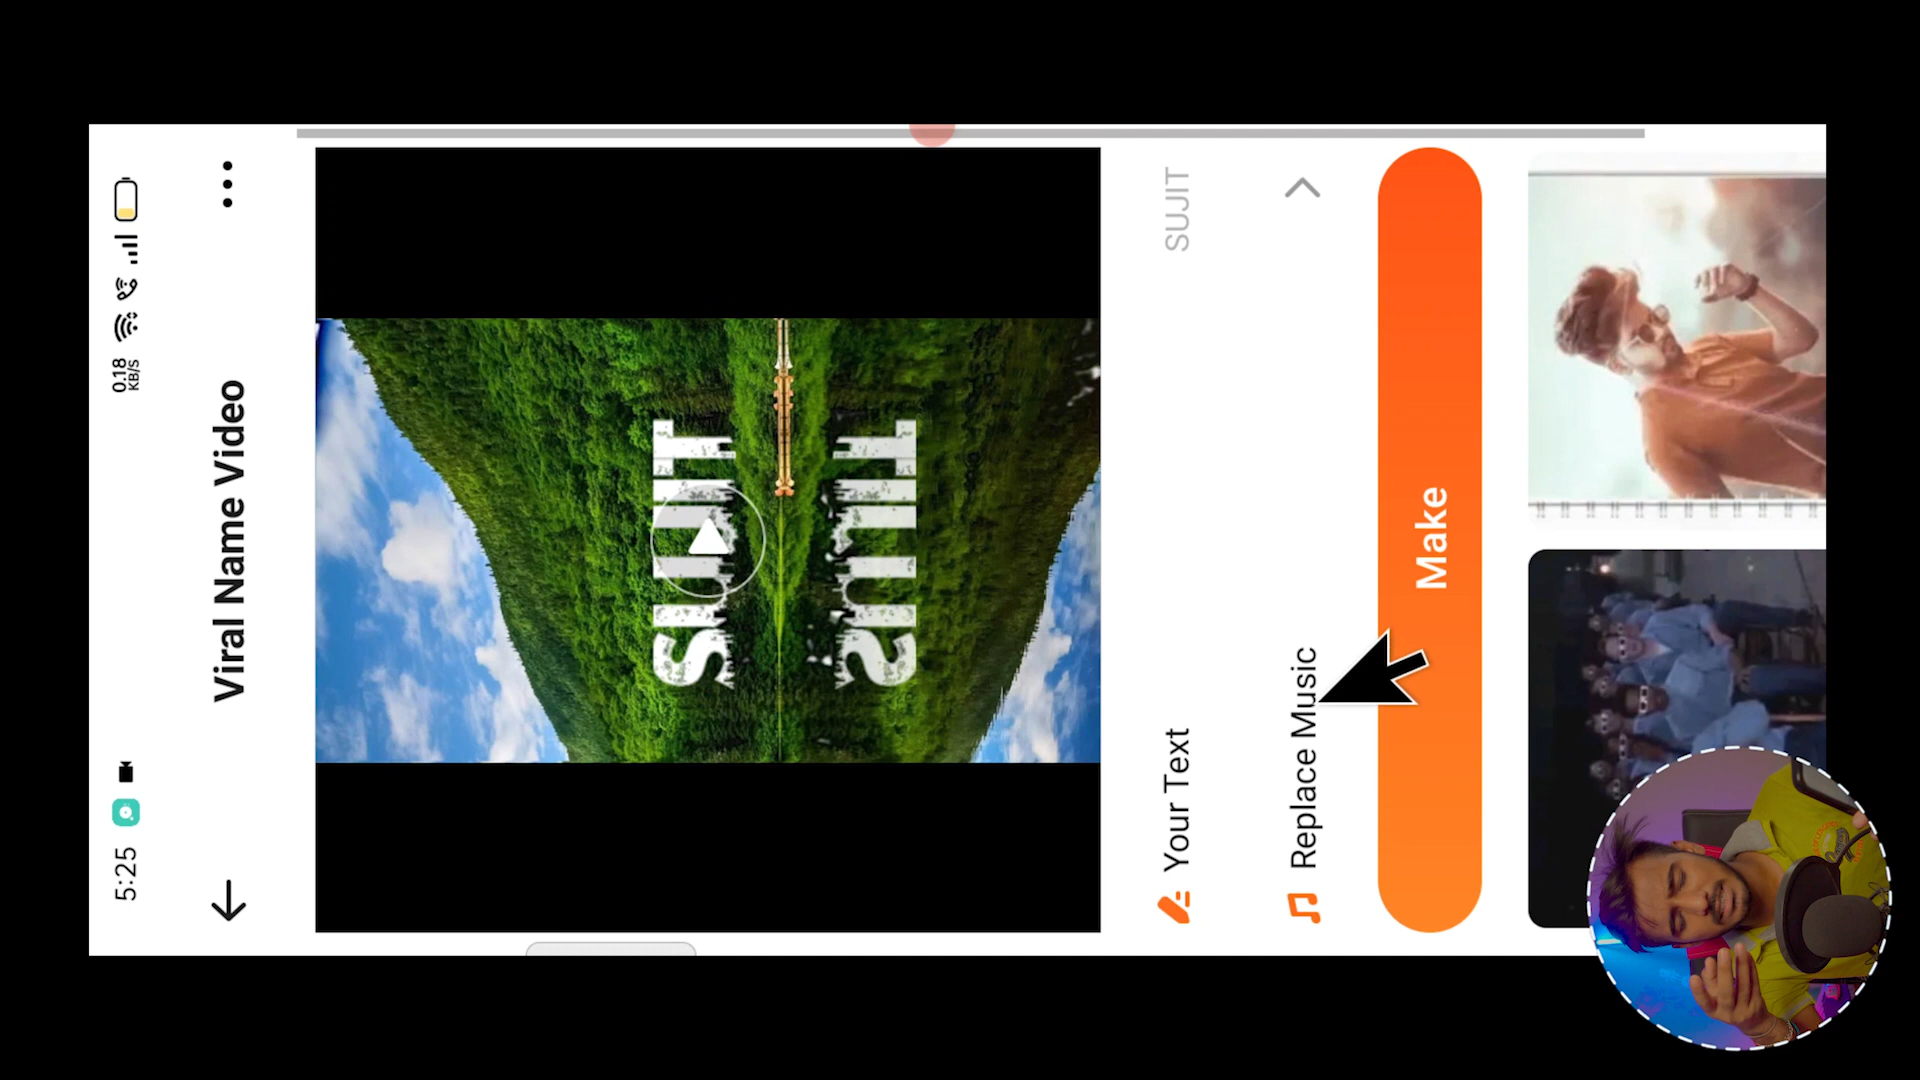 5:25
0.18
KB/S
Viral Name Video
SUJIT
SUJIT
Your Text
SUJIT
Replace Music
Make